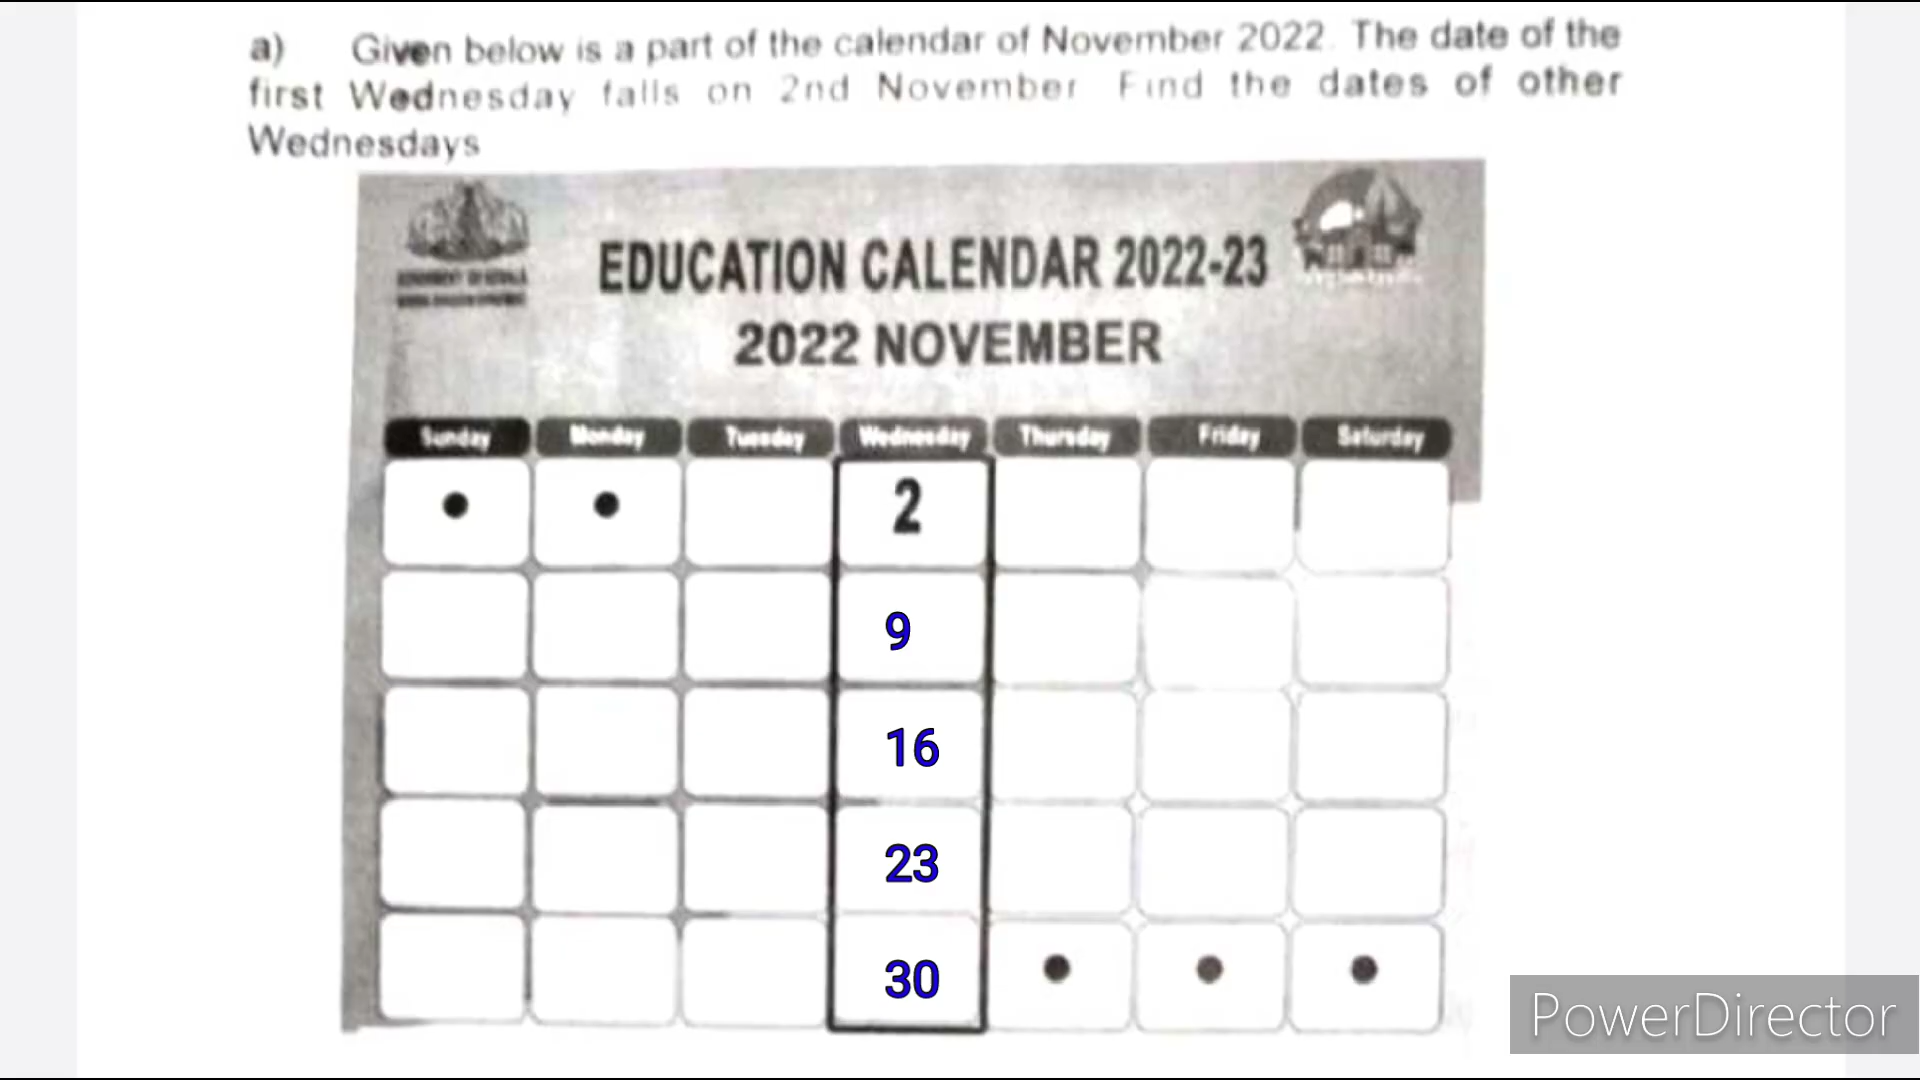 a) Given below is a part of the calendar of November 2022. The date of the
first Wednesday falls on 2nd November Find the dates of other
Wednesdays
EDUCATION CALENDAR 2022-23
2022 NOVEMBER
Sunday Monday Tuesday Wednesday Thursday Friday Saturday
2
9
16
23
30
PowerDirector